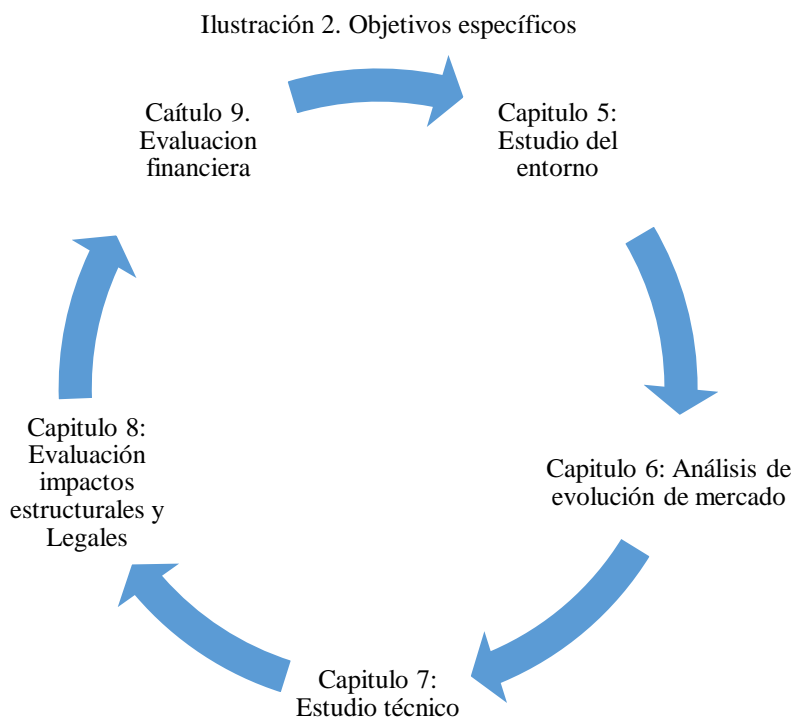 Ilustración 2. Objetivos específicos
Caítulo 9.
Evaluacion
financiera
Capitulo 5:
Estudio del
entorno
Capitulo 6: Análisis de
evolución de mercado
Capitulo 7:
Estudio técnico
Capitulo 8:
Evaluación
impactos
estructurales y
Legales